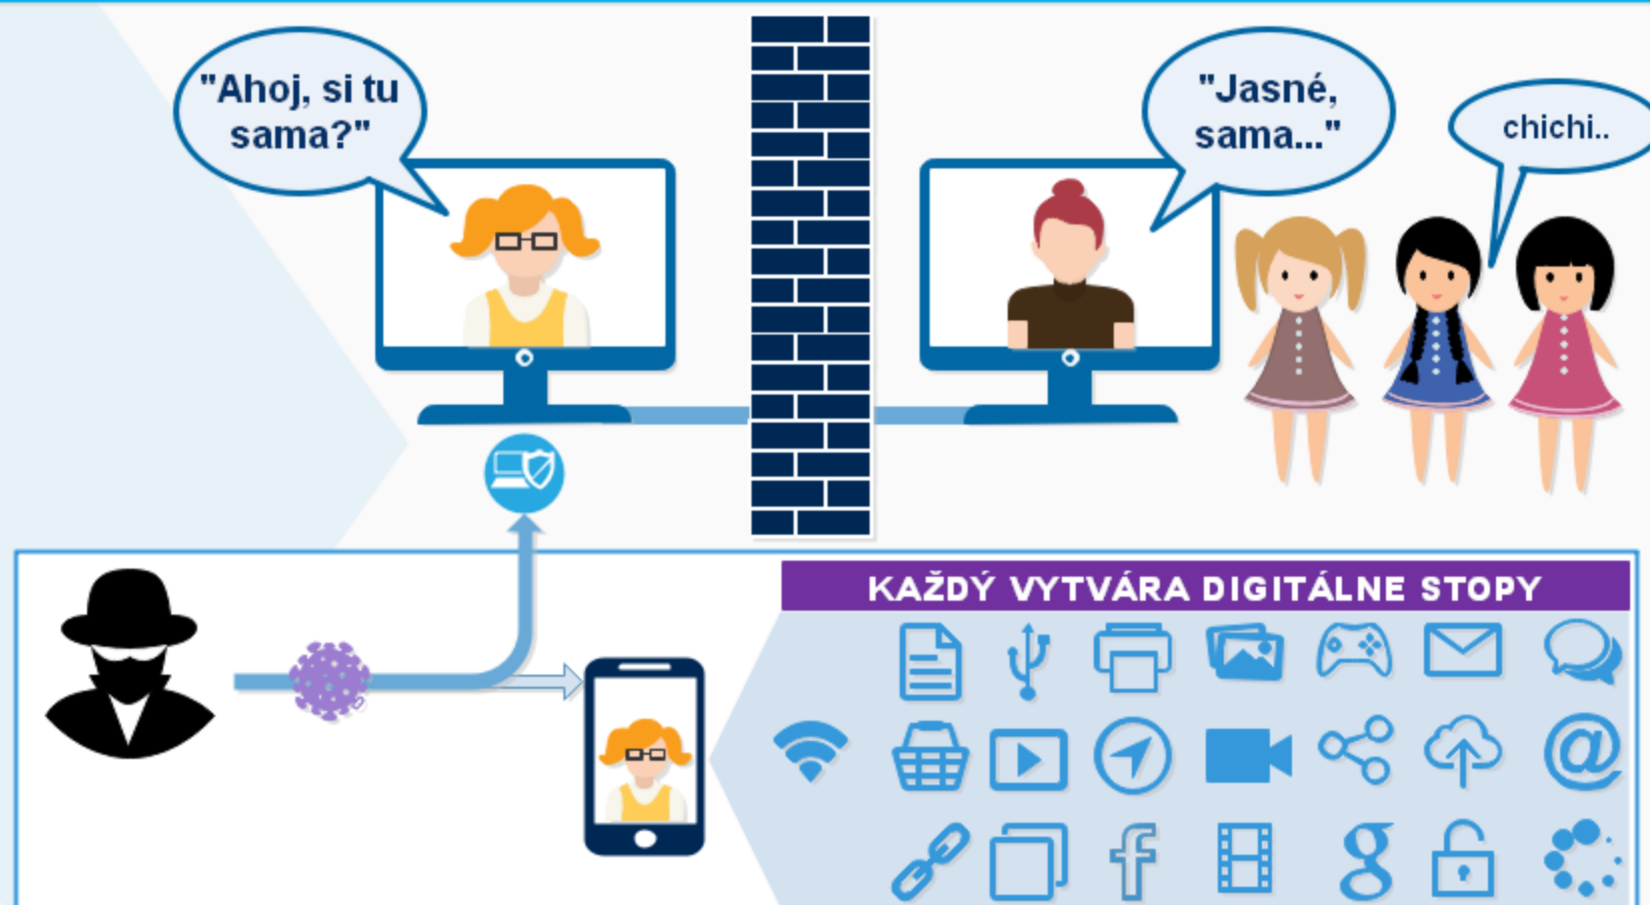 "Ahoj, si tu
sama?"
"Jasné,
sama..."
chichi..
KAŽDÝ VYTVÁRA DIGITÁLNE STOPY